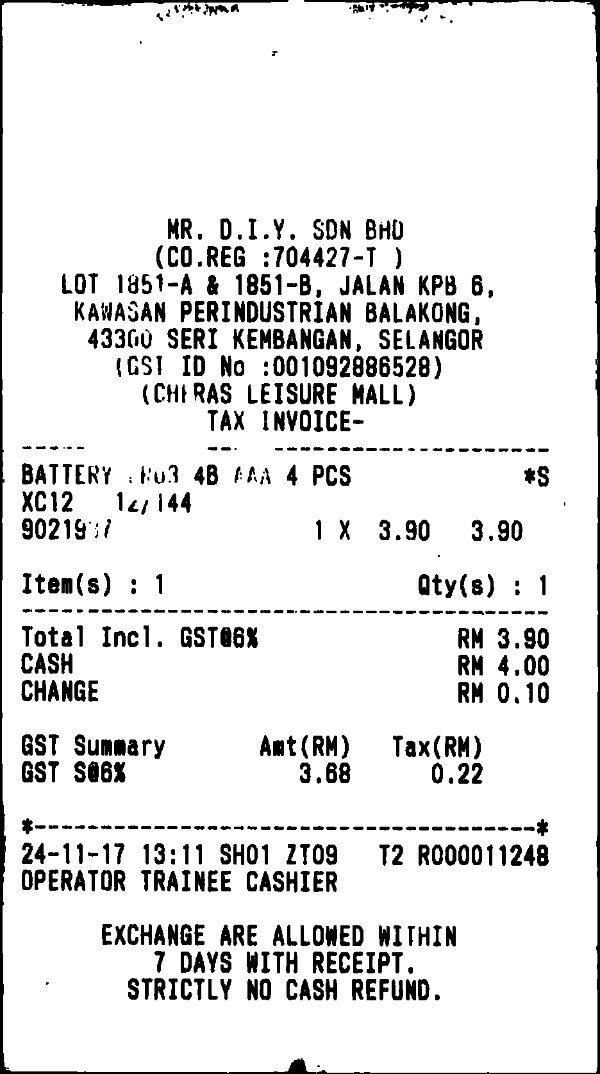 MR. D.I.Y. SDN BHD
(CO.REG :704427-T )
LOT 1851-A & 1851-B, JALAN KPB 6,
KAWASAN PERINDUSTRIAN BALAKONG,
43300 SERI KEMBANGAN, SELANGOR
(GST ID No :001092886528)
(CHERAS LEISURE MALL)
TAX INVOICE-
BATTERY 4B AAA 4 PCS *S
XC12 12/144
1 X 3.90 3.90
Item(s) : 1 Qty(s) : 1
Total Incl. GST@6% RM 3.90
CASH RM 4.00
CHANGE RM 0.10
GST Summary Amt(RM) Tax(RM)
GST S@6% 3.68 0.22
*--------------------------------------*
24-11-17 13:11 SH01 ZT09 T2 R000011248
OPERATOR TRAINEE CASHIER
EXCHANGE ARE ALLOWED WITHIN
7 DAYS WITH RECEIPT.
STRICTLY NO CASH REFUND.